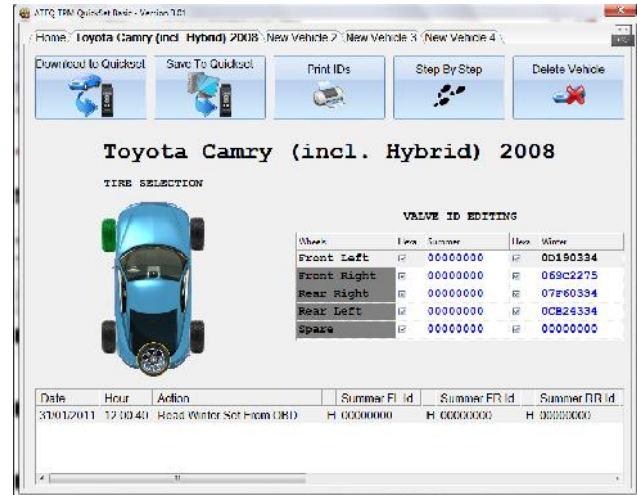 ATEQ TPM QuickSet Basic - Version 3.01
Home Toyota Camry (incl. Hybrid) 2008 New Vehicle 2 New Vehicle 3 New Vehicle 4
Download to Quickset Save To Quickset Print IDs Step By Step Delete Vehicle
Toyota Camry (incl. Hybrid) 2008
TIRE SELECTION
VALVE ID EDITING
Wheels Hexa Summer Hexa Winter
Front Left 00000000 0D190334
Front Right 00000000 069C2275
Rear Right 00000000 07F60334
Rear Left 00000000 0CB24334
Spare 00000000 00000000
Date Hour Action Summer FL Id Summer FR Id Summer RR Id
31/01/2011 12:00:40 Read Winter Set From OBD H 00000000 H 00000000 H 00000000